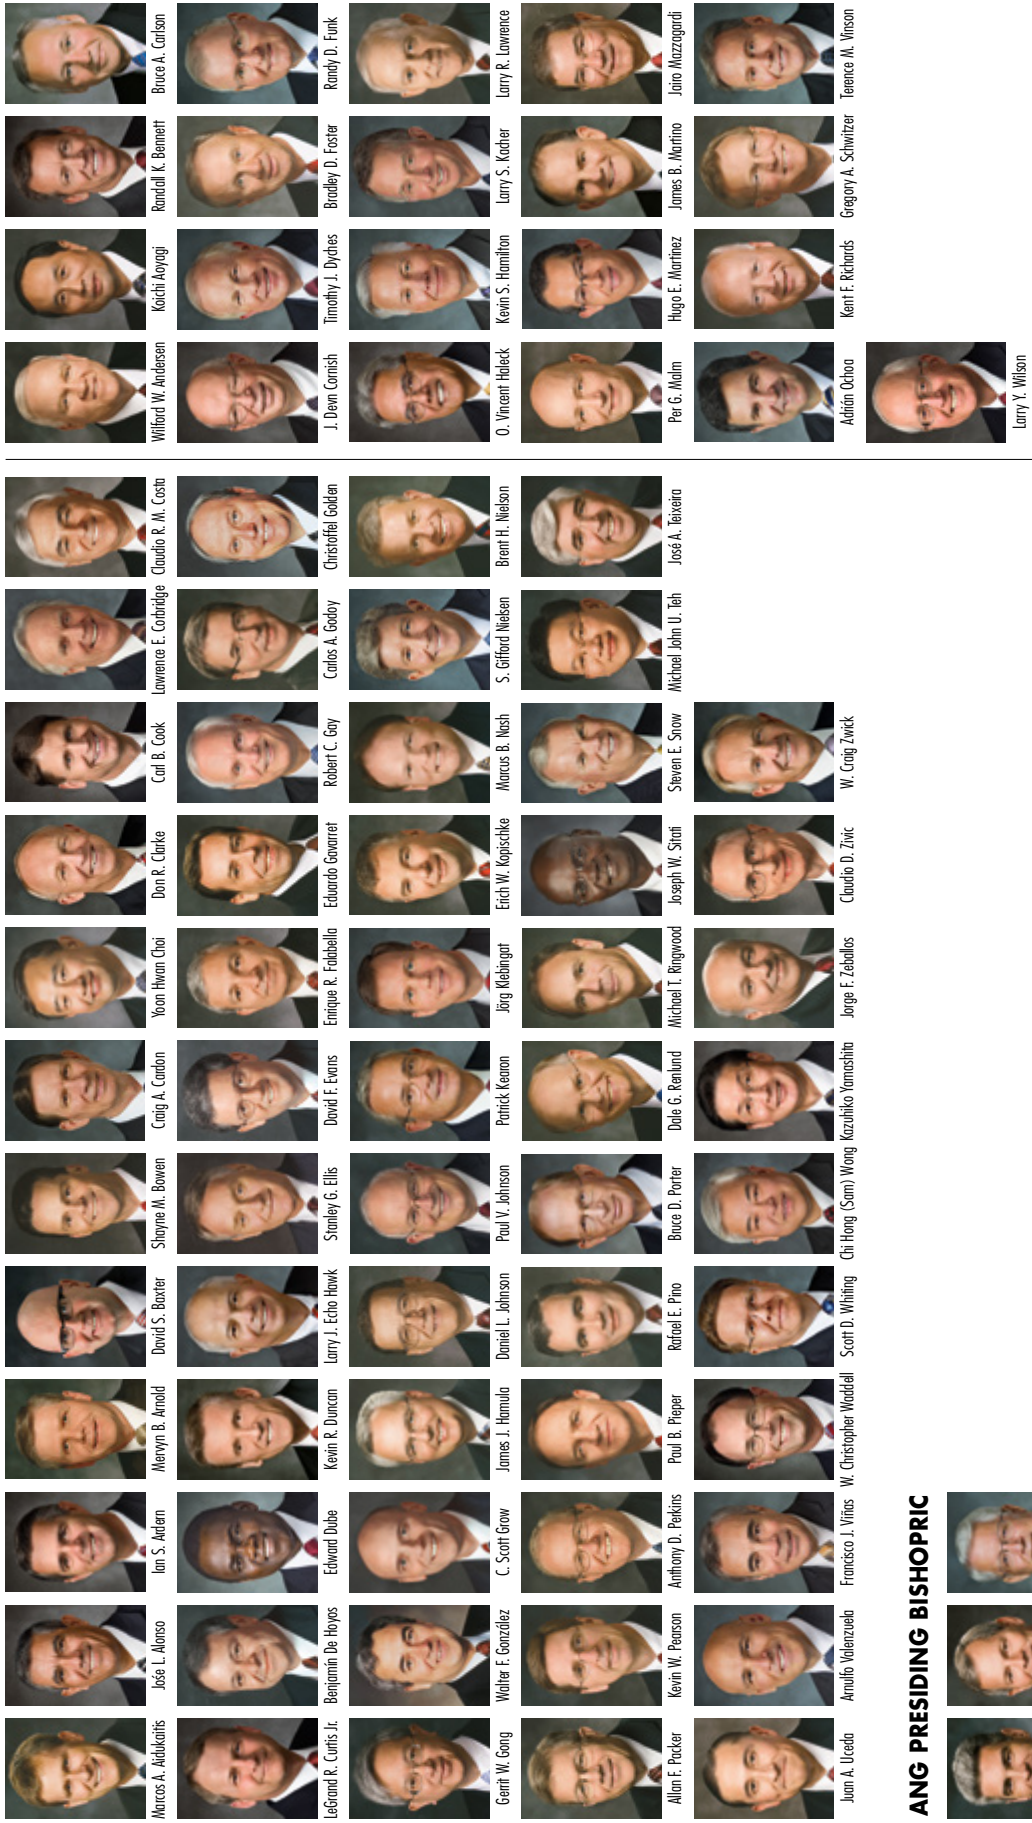 Marcos A. Aidukaitis Jośe L. Alonso Ian S. Ardern Mervyn B. Arnold David S. Baxter Shayne M. Bowen Craig A. Cardon Yoon Hwan Choi Don R. Clarke Carl B. Cook Lawrence E. Corbridge Claudio R. M. Costa Wilford W. Andersen Koichi Aoyagi Randall K. Bennett Bruce A. Carlson
LeGrand R. Curtis Jr. Benjamín De Hoyos Edward Dube Kevin R. Duncan Larry J. Echo Hawk Stanley G. Ellis David F. Evans Enrique R. Falabella Eduardo Gavarret Robert C. Gay Carlos A. Godoy Christoffel Golden J. Devn Cornish Timothy J. Dyches Bradley D. Foster Randy D. Funk
Gerrit W. Gong Walter F. González C. Scott Grow James J. Hamula Daniel L. Johnson Paul V. Johnson Patrick Kearon Jörg Klebingat Erich W. Kopischke Marcus B. Nash S. Gifford Nielsen Brent H. Nielson O. Vincent Haleck Kevin S. Hamilton Larry S. Kacher Larry R. Lawrence
Allan F. Packer Kevin W. Pearson Anthony D. Perkins Paul B. Pieper Rafael E. Pino Bruce D. Porter Dale G. Renlund Michael T. Ringwood Joseph W. Sitati Steven E. Snow Michael John U. Teh José A. Teixeira Per G. Malm Hugo E. Martinez James B. Martino Jairo Mazzagardi
Juan A. Uceda Arnulfo Valenzuela Francisco J. Viñas W. Christopher Waddell Scott D. Whiting Chi Hong (Sam) Wong Kazuhiko Yamashita Jorge F. Zeballos Claudio D. Zivic W. Craig Zwick Adrián Ochoa Kent F. Richards Gregory A. Schwitzer Terence M. Vinson
Larry Y. Wilson
ANG PRESIDING BISHOPRIC